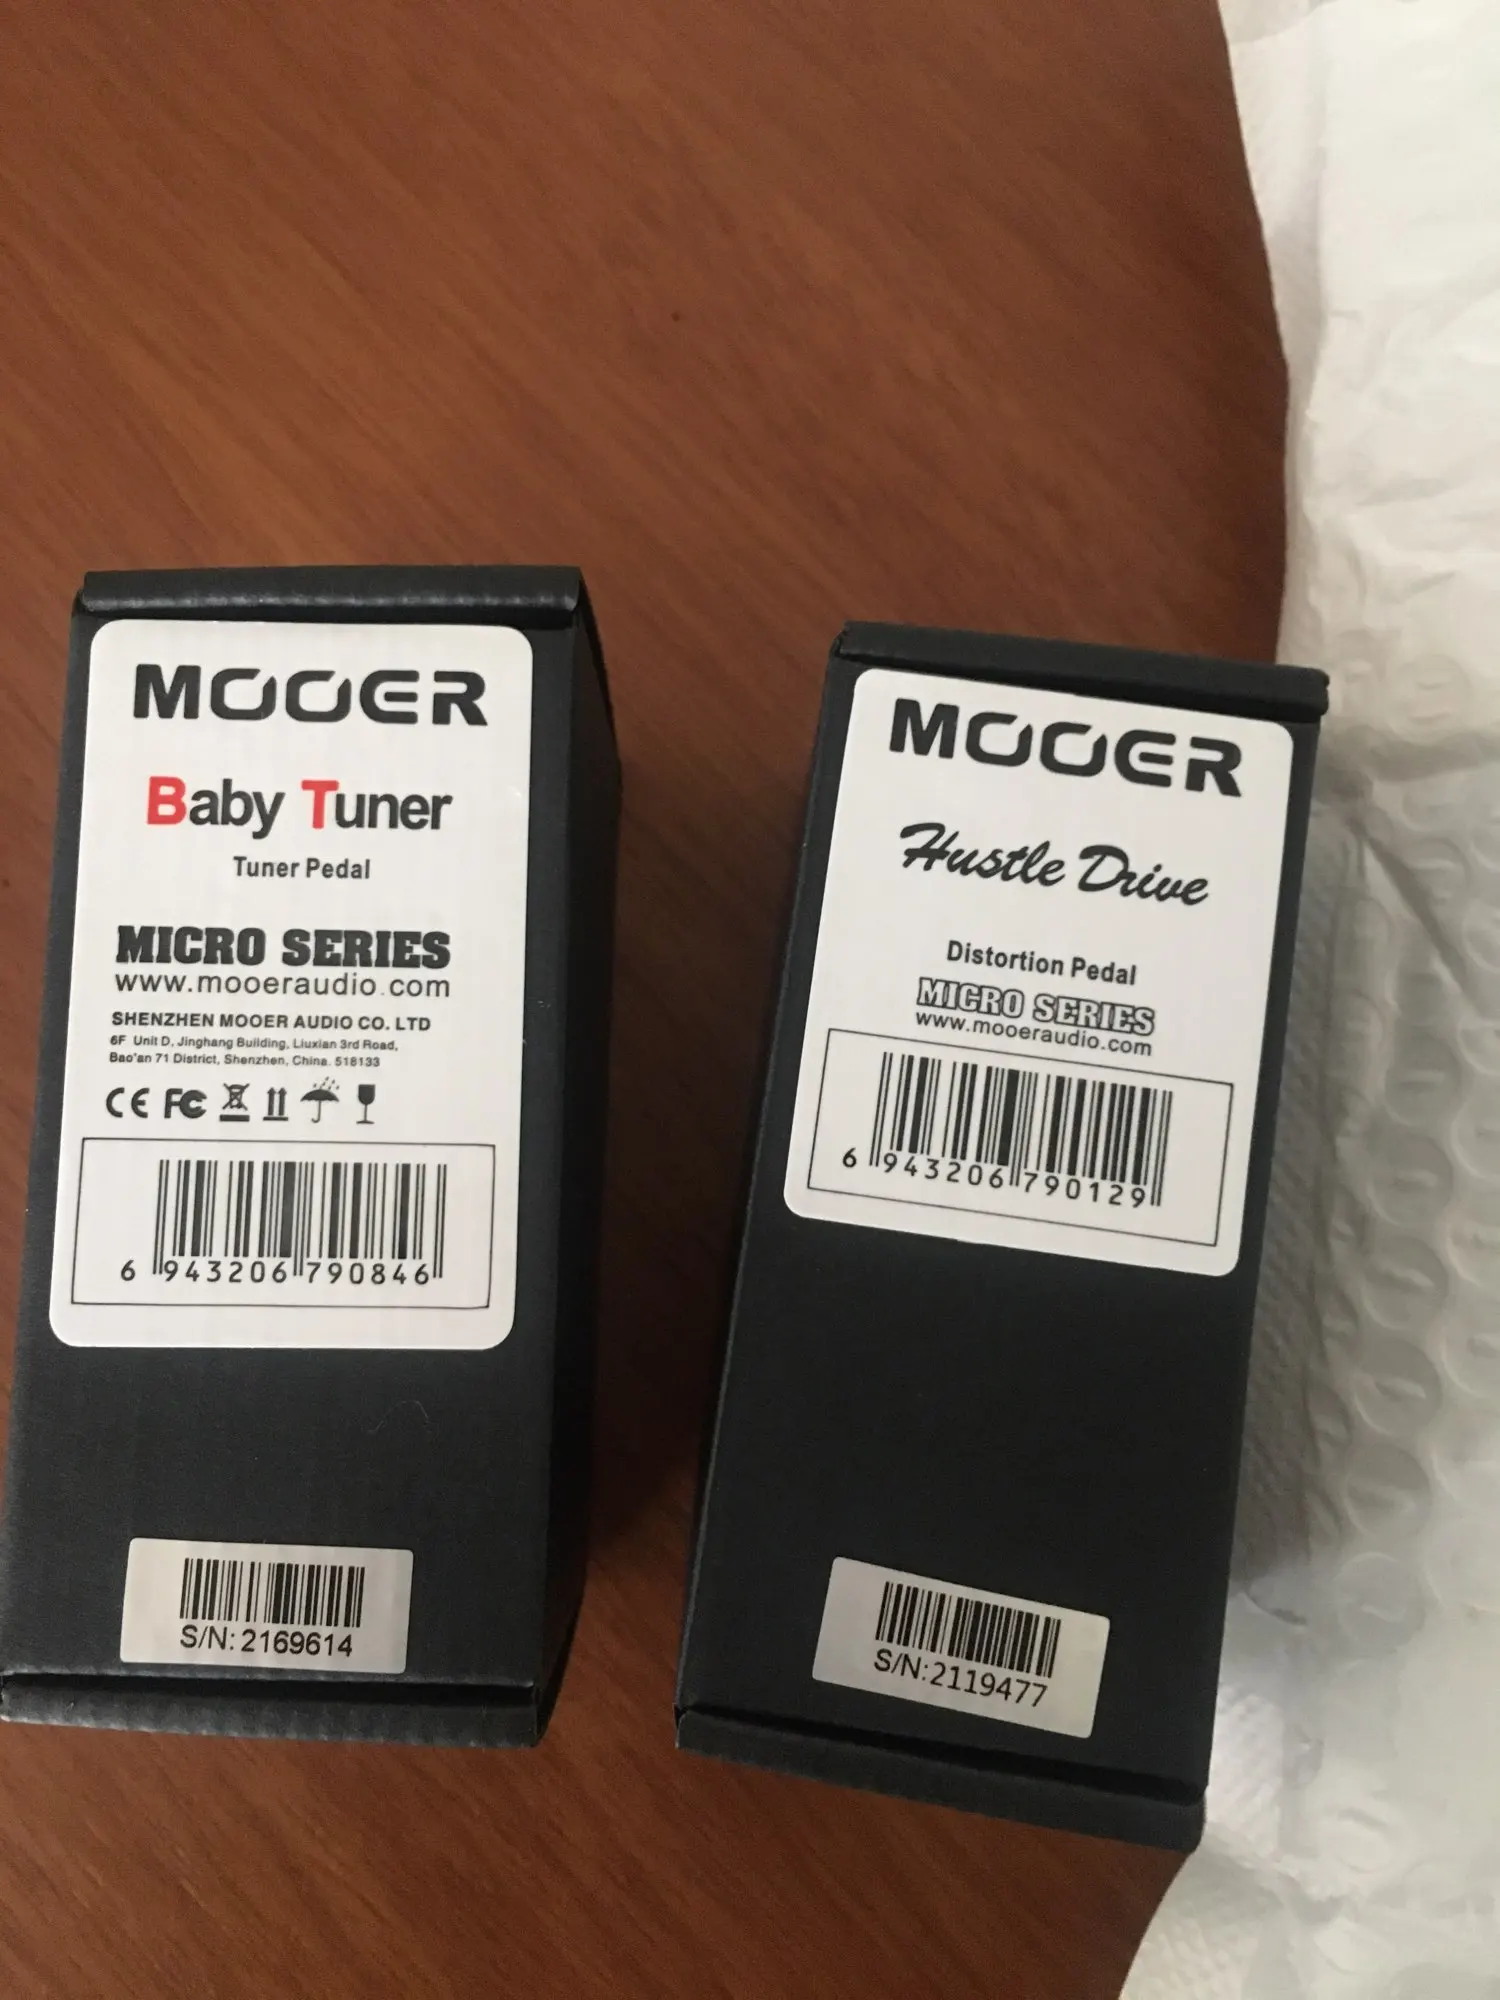 MOOER
Baby Tuner
Tuner Pedal
MICRO SERIES
www.mooeraudio.com
SHENZHEN MOOER AUDIO CO. LTD
6F Unit D, Jinghang Building, Liuxian 3rd Road,
Bao'an 71 District, Shenzhen, China. 518133
CE FC
6 943206 790846
S/N: 2169614
MOOER
Hustle Drive
Distortion Pedal
MICRO SERIES
www.mooeraudio.com
6 943206 790129
S/N:2119477